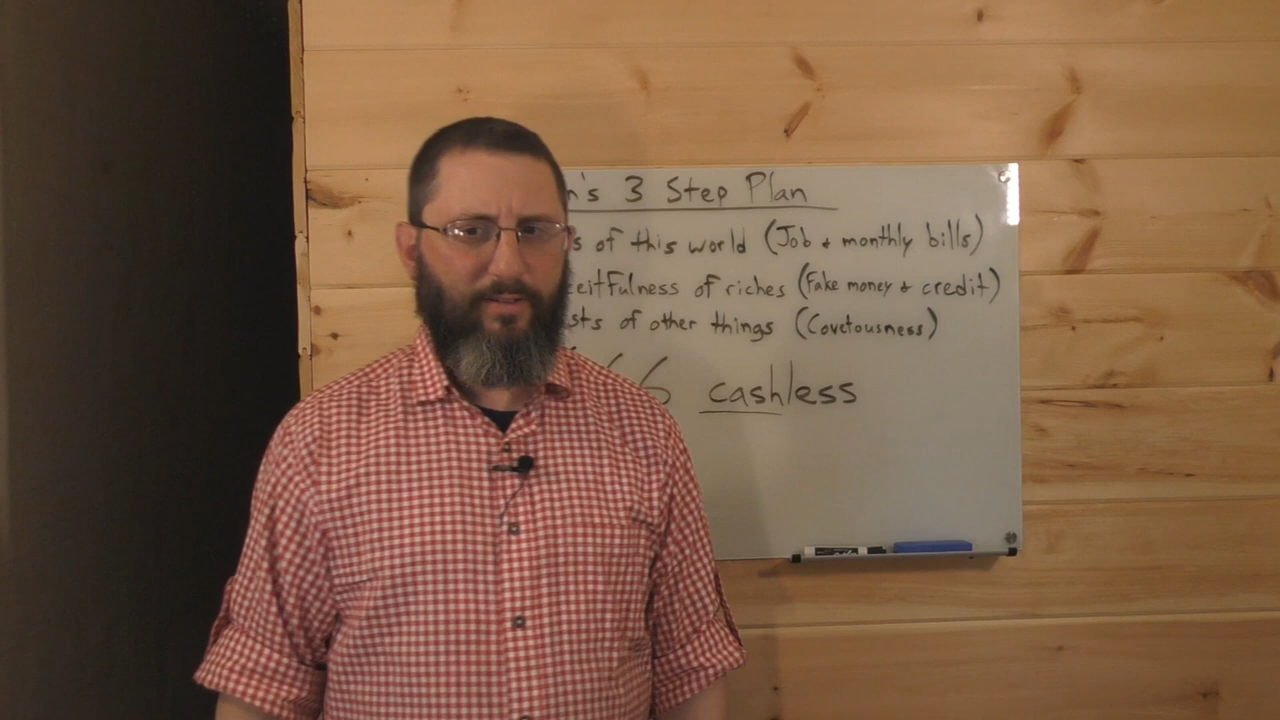 n's 3 Step Plan
s of this world (Job & monthly bills)
ceitfulness of riches (Fake money & credit)
sts of other things (Covetousness)
66 cashless